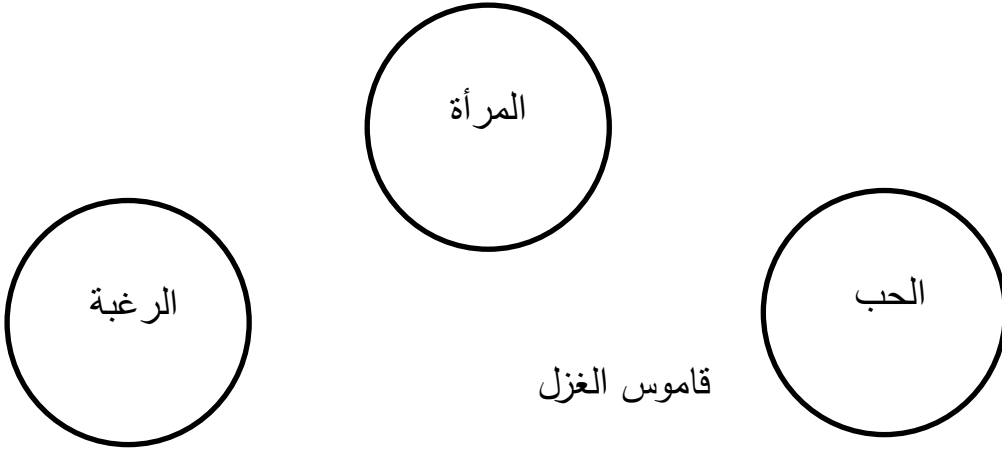 المرأة
الحب
الرغبة
قاموس الغزل